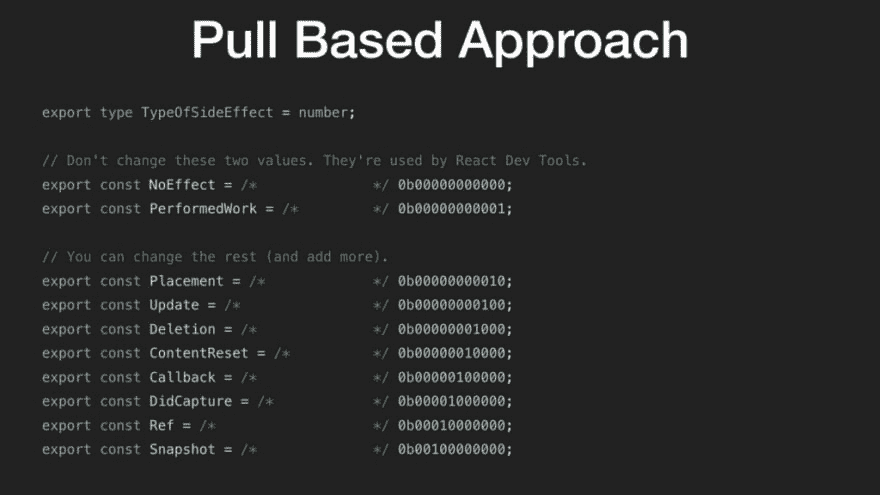 Pull Based Approach
export type TypeOfSideEffect = number;
// Don't change these two values. They're used by React Dev Tools.
export const NoEffect = /*              */ 0b00000000000;
export const PerformedWork = /*         */ 0b00000000001;
// You can change the rest (and add more).
export const Placement = /*             */ 0b00000000010;
export const Update = /*                */ 0b00000000100;
export const Deletion = /*              */ 0b00000001000;
export const ContentReset = /*          */ 0b00000010000;
export const Callback = /*              */ 0b00000100000;
export const DidCapture = /*            */ 0b00001000000;
export const Ref = /*                   */ 0b00010000000;
export const Snapshot = /*              */ 0b00100000000;